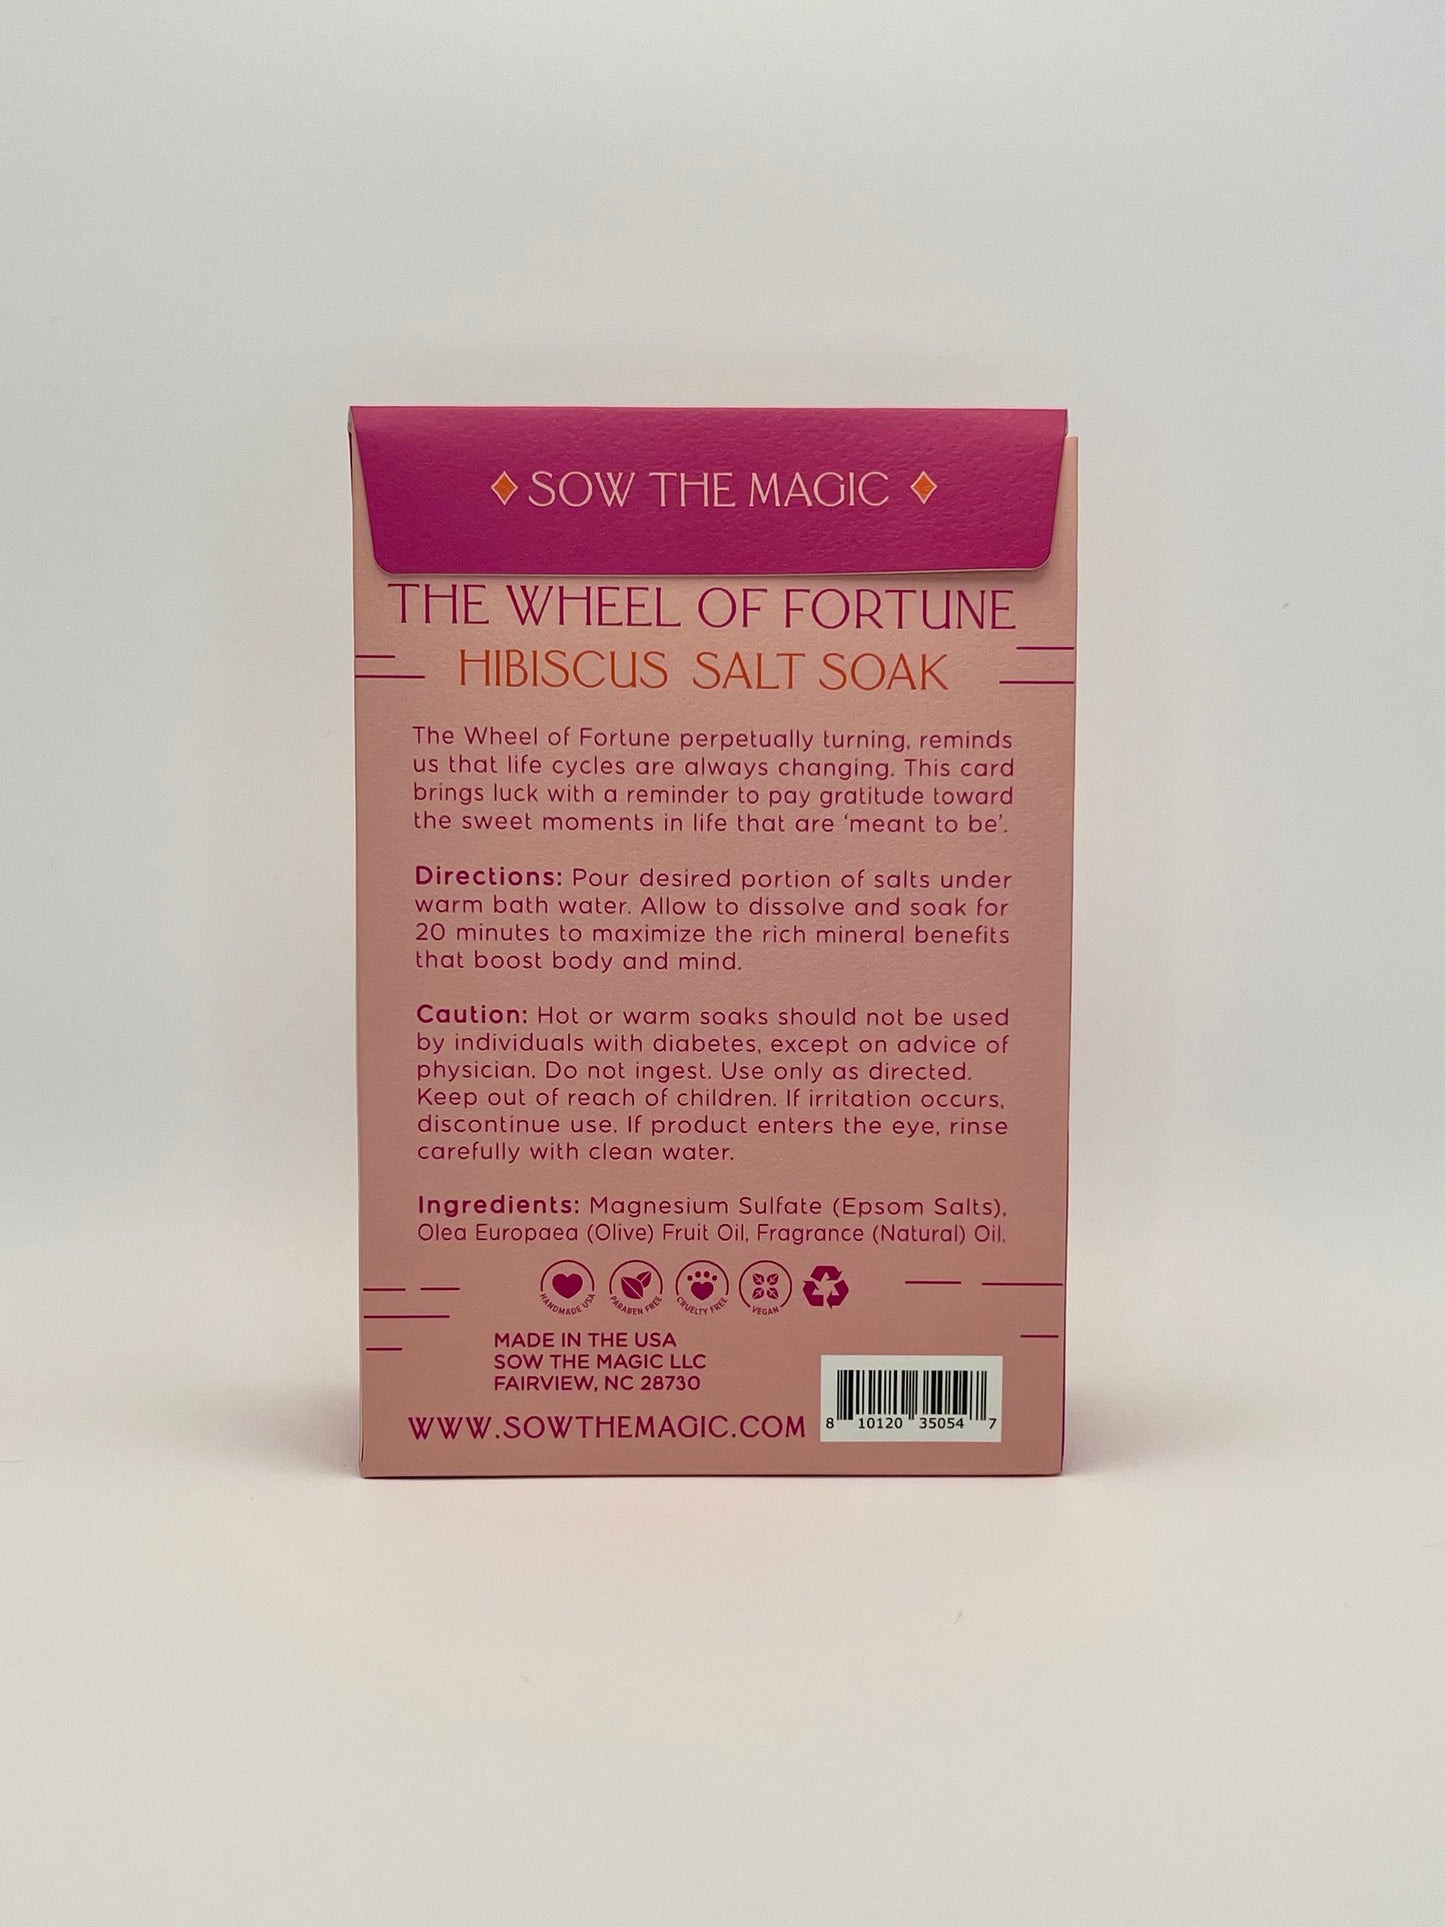 SOW THE MAGIC
THE WHEEL OF FORTUNE
HIBISCUS SALT SOAK
The Wheel of Fortune perpetually turning, reminds
us that life cycles are always changing. This card
brings luck with a reminder to pay gratitude toward
the sweet moments in life that are ‘meant to be’.
Directions: Pour desired portion of salts under
warm bath water. Allow to dissolve and soak for
20 minutes to maximize the rich mineral benefits
that boost body and mind.
Caution: Hot or warm soaks should not be used
by individuals with diabetes, except on advice of
physician. Do not ingest. Use only as directed.
Keep out of reach of children. If irritation occurs,
discontinue use. If product enters the eye, rinse
carefully with clean water.
Ingredients: Magnesium Sulfate (Epsom Salts),
Olea Europaea (Olive) Fruit Oil, Fragrance (Natural) Oil.
HANDMADE USA
PARABEN FREE
CRUELTY FREE
VEGAN
MADE IN THE USA
SOW THE MAGIC LLC
FAIRVIEW, NC 28730
WWW.SOWTHEMAGIC.COM
8 10120 35054 7